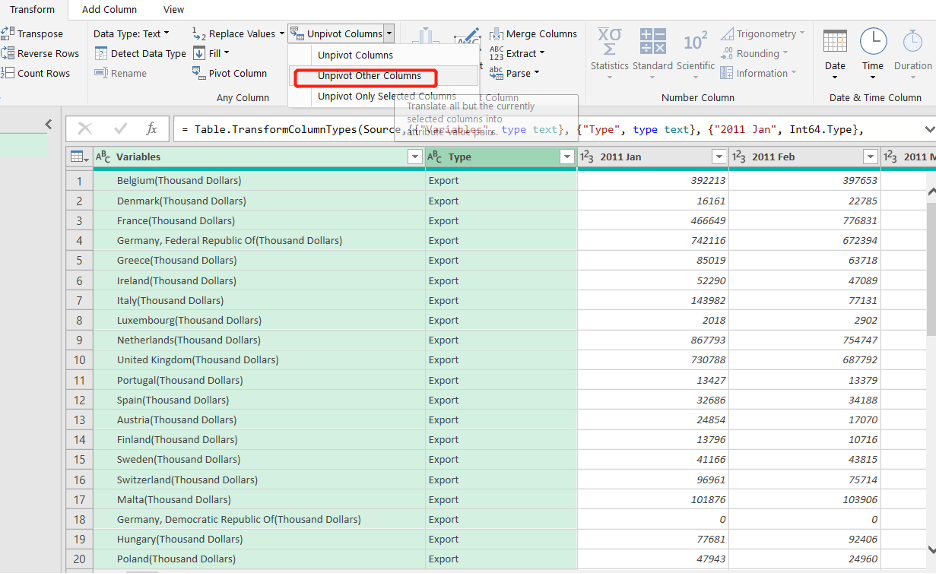 Transform Add Column View
Transpose Data Type: Text Replace Values Unpivot Columns Merge Columns Trigonometry
Reverse Rows Detect Data Type Fill Unpivot Columns Extract Statistics Standard Scientific Rounding Date Time Duration
Count Rows Rename Pivot Column Unpivot Other Columns Parse Information
Any Column Unpivot Only Selected Columns Column Number Column Date & Time Column
Translate all but the currently
selected columns into
attribute-value pairs.
fx = Table.TransformColumnTypes(Source,{{"Variables", type text}, {"Type", type text}, {"2011 Jan", Int64.Type},
ABC Variables ABC Type 123 2011 Jan 123 2011 Feb 123 2011 M
1 Belgium(Thousand Dollars) Export 392213 397653
2 Denmark(Thousand Dollars) Export 16161 22785
3 France(Thousand Dollars) Export 466649 776831
4 Germany, Federal Republic Of(Thousand Dollars) Export 742116 672394
5 Greece(Thousand Dollars) Export 85019 63718
6 Ireland(Thousand Dollars) Export 52290 47089
7 Italy(Thousand Dollars) Export 143982 77131
8 Luxembourg(Thousand Dollars) Export 2018 2902
9 Netherlands(Thousand Dollars) Export 867793 754747
10 United Kingdom(Thousand Dollars) Export 730788 687792
11 Portugal(Thousand Dollars) Export 13427 13379
12 Spain(Thousand Dollars) Export 32686 34188
13 Austria(Thousand Dollars) Export 24854 17070
14 Finland(Thousand Dollars) Export 13796 10716
15 Sweden(Thousand Dollars) Export 41166 43815
16 Switzerland(Thousand Dollars) Export 96961 75714
17 Malta(Thousand Dollars) Export 101876 103906
18 Germany, Democratic Republic Of(Thousand Dollars) Export 0 0
19 Hungary(Thousand Dollars) Export 77681 92406
20 Poland(Thousand Dollars) Export 47943 24960